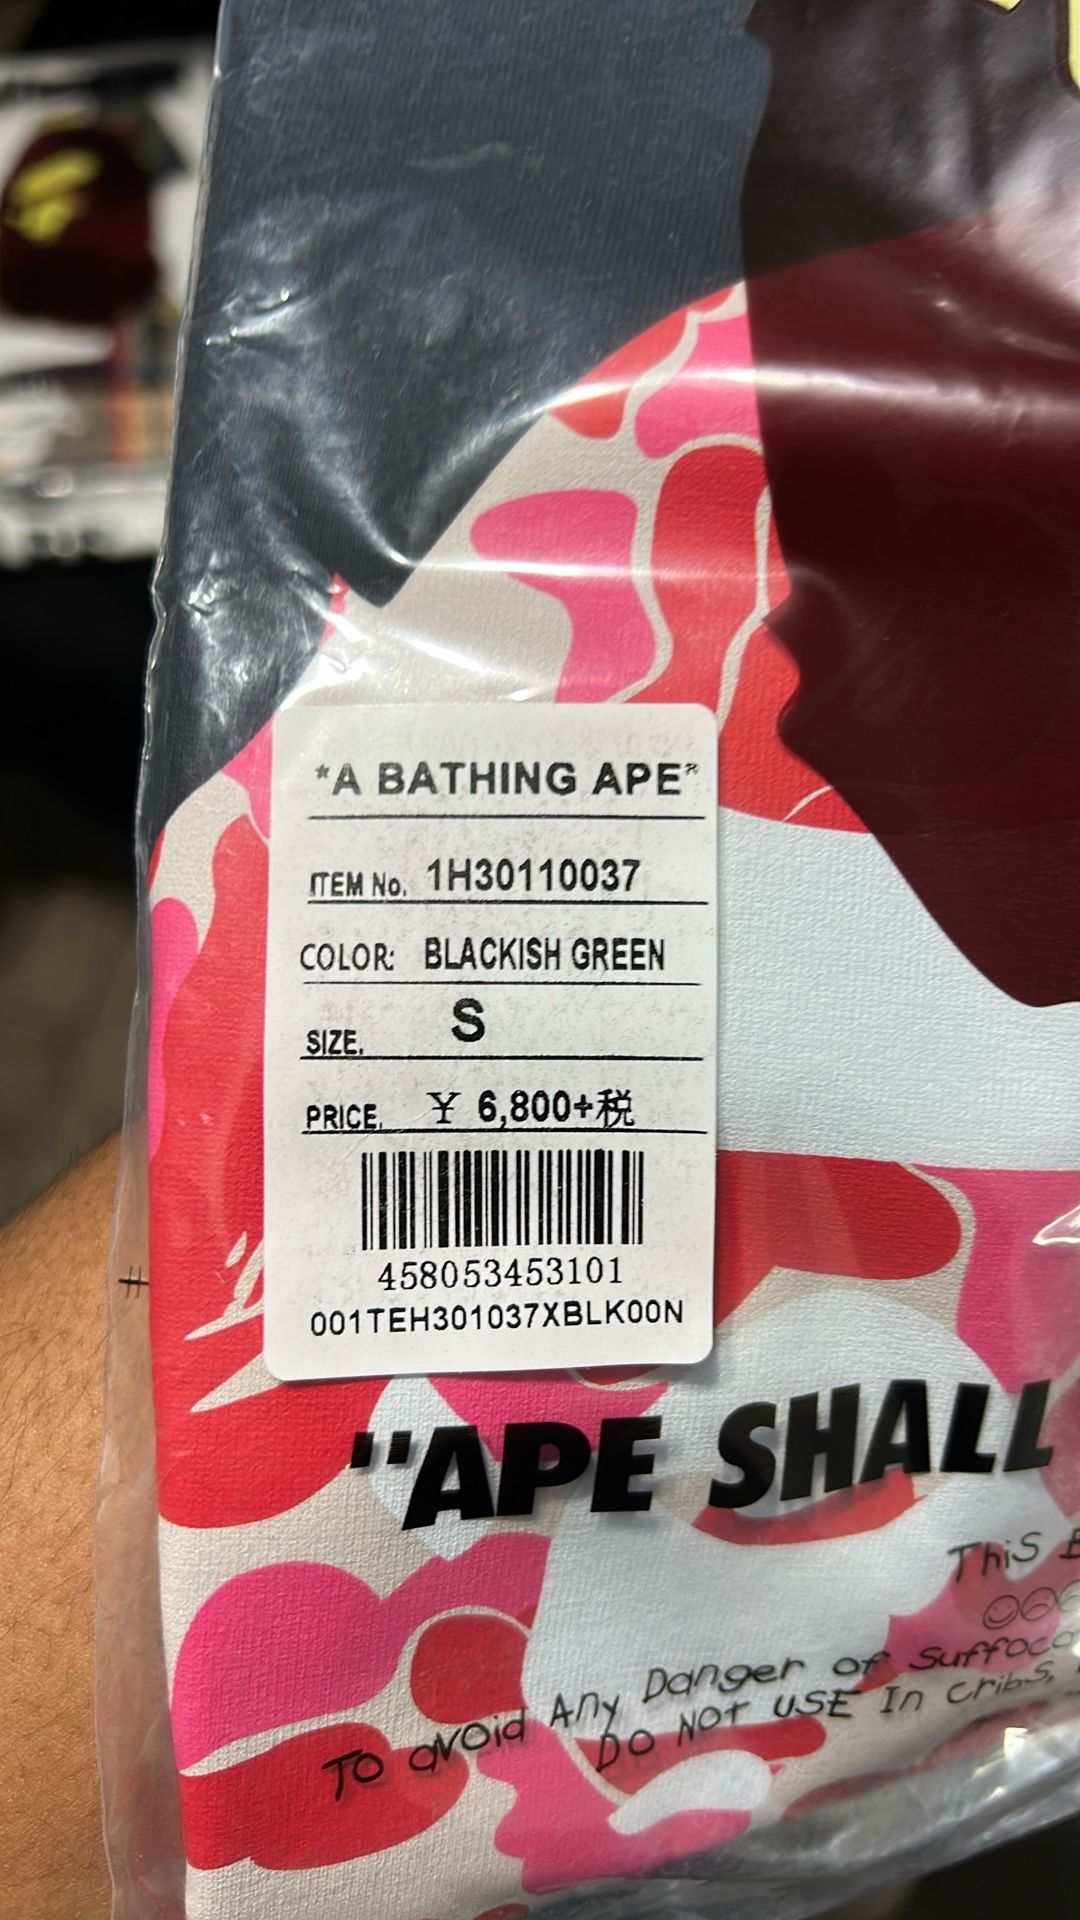 "A BATHING APE"
ITEM No. 1H30110037
COLOR: BLACKISH GREEN
SIZE. S
PRICE. ¥ 6,800+税
458053453101
001TEH301037XBLK00N
"APE SHALL
ThiS
To avoid Any Danger of Suffoca
DO NOT USE In Cribs,